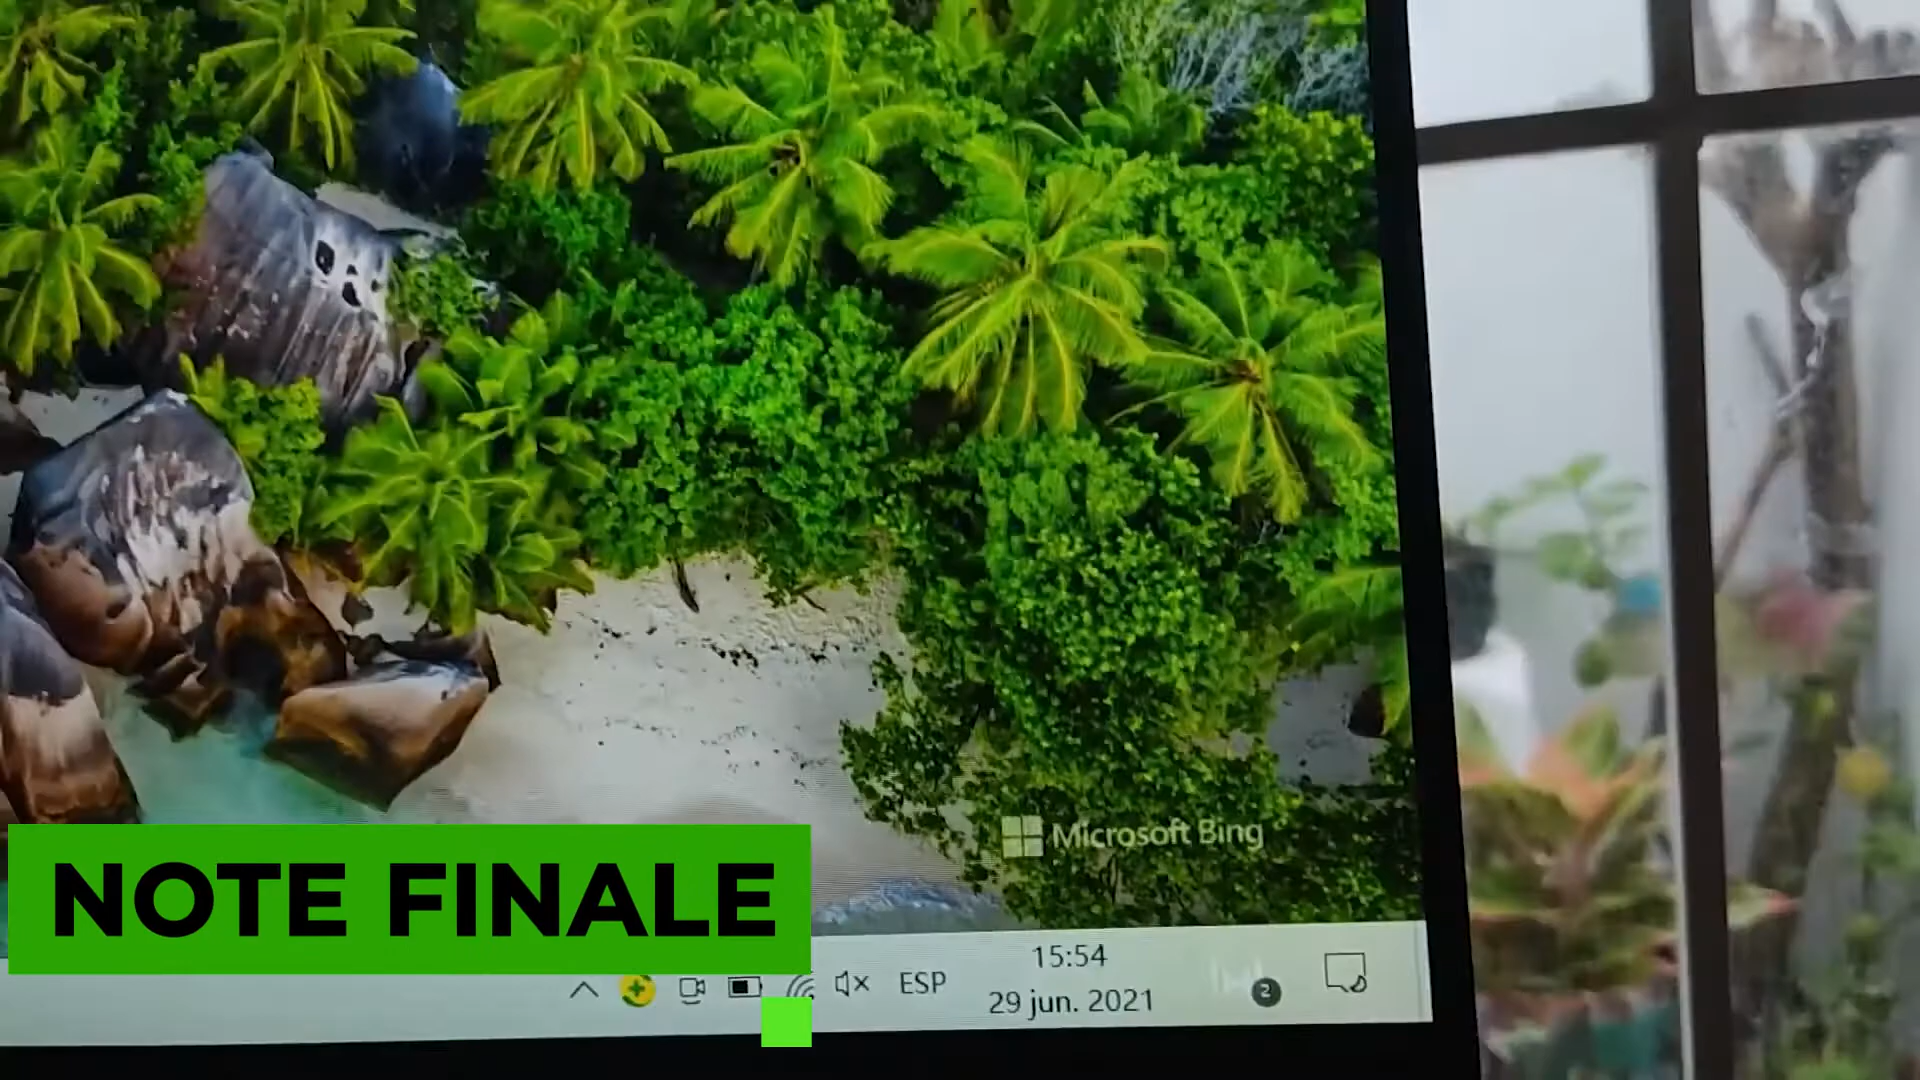 Microsoft Bing
NOTE FINALE
ESP
15:54
29 jun. 2021
2